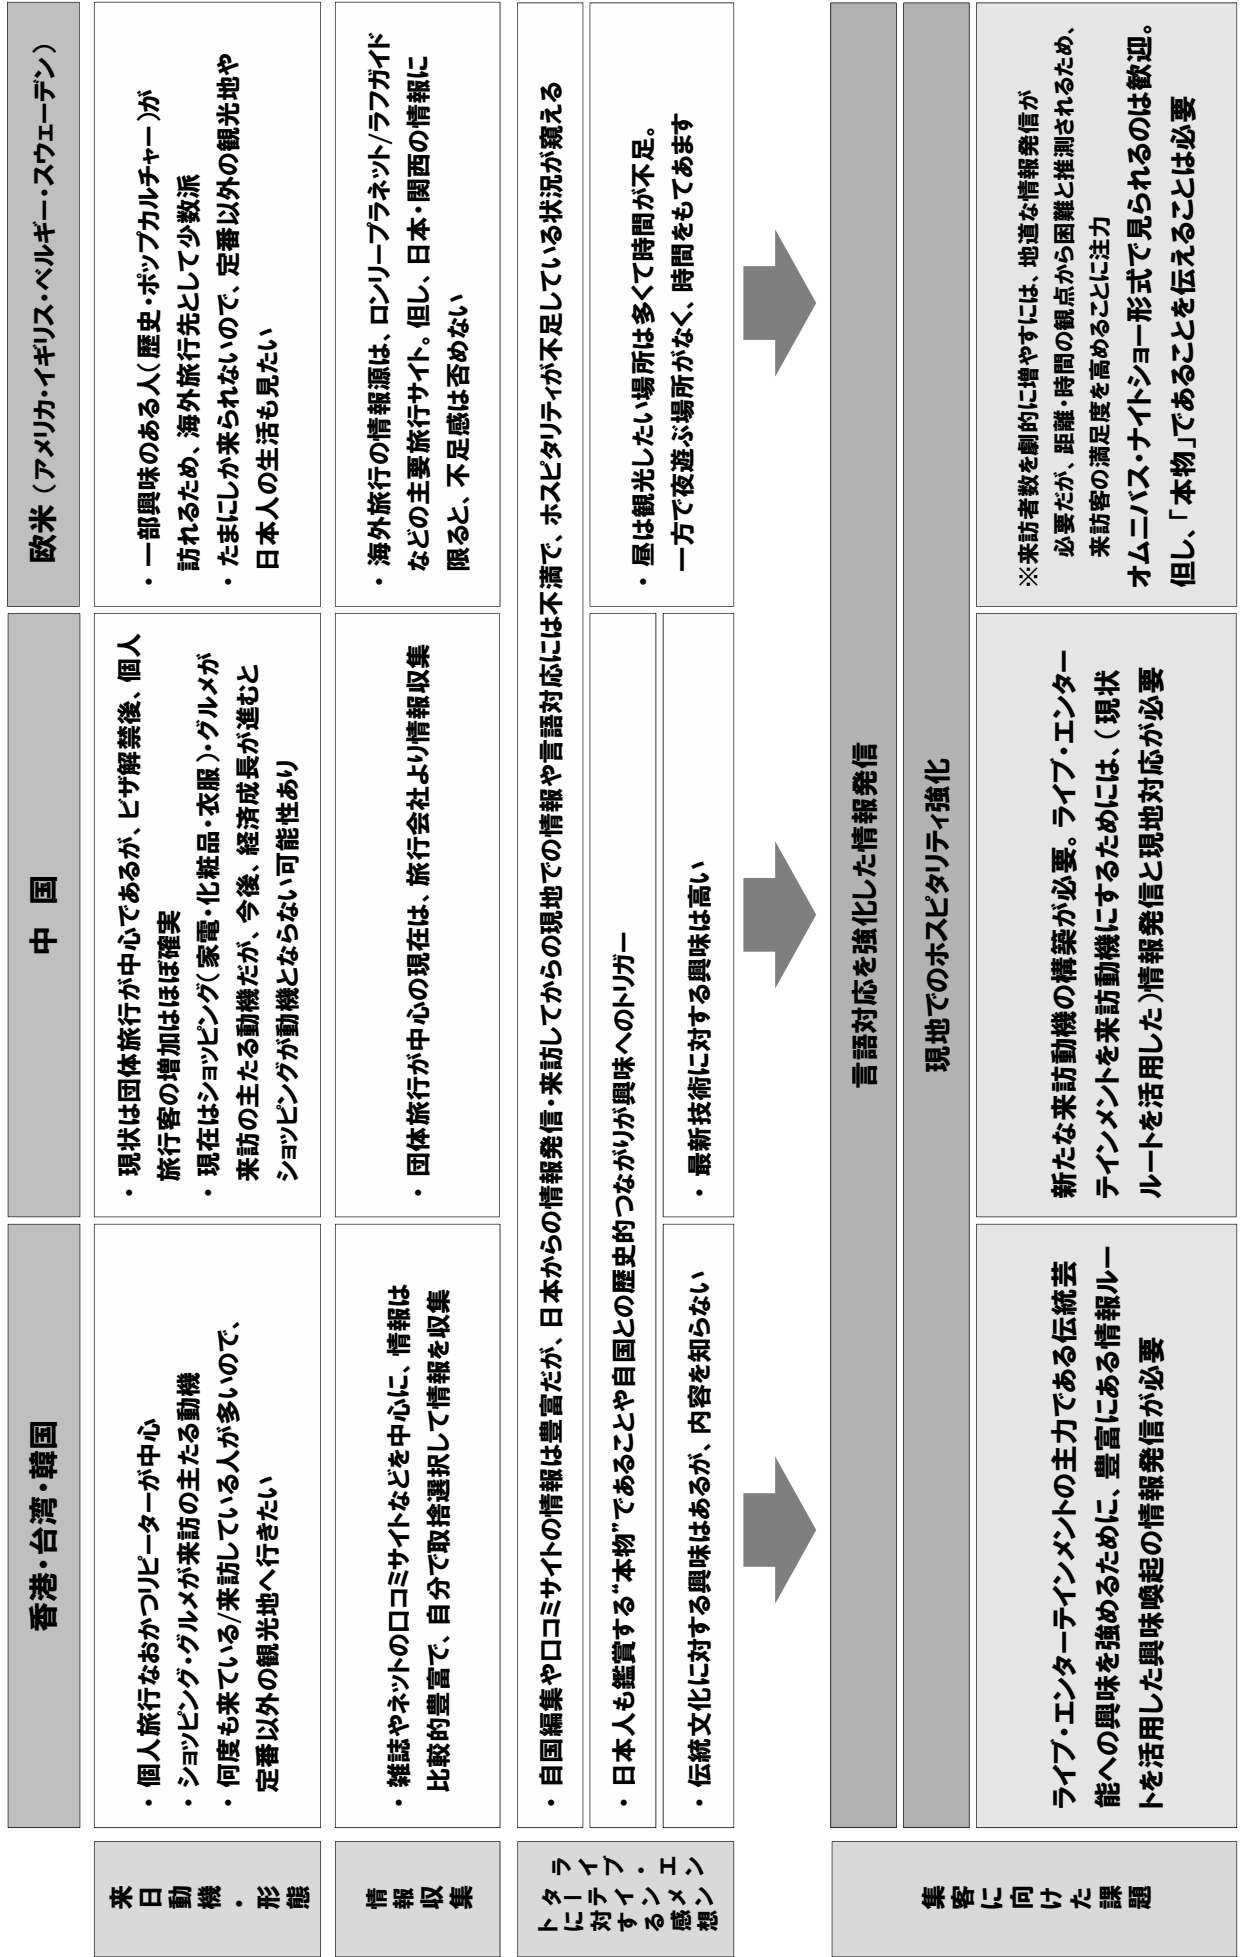 香港・台湾・韓国
中　国
欧米（アメリカ・イギリス・ベルギー・スウェーデン）
来日動機・形態
・個人旅行なおかつリピーターが中心
・ショッピング・グルメが来訪の主たる動機
・何度も来ている/来訪している人が多いので、
定番以外の観光地へ行きたい
・現状は団体旅行が中心であるが、ビザ解禁後、個人
旅行客の増加はほぼ確実
・現在はショッピング（家電・化粧品・衣服）・グルメが
来訪の主たる動機だが、今後、経済成長が進むと
ショッピングが動機とならない可能性あり
・一部興味のある人（歴史・ポップカルチャー）が
訪れるため、海外旅行先として少数派
・たまにしか来られないので、定番以外の観光地や
日本人の生活も見たい
情報収集
・雑誌やネットの口コミサイトなどを中心に、情報は
比較的豊富で、自分で取捨選択して情報を収集
・団体旅行が中心の現在は、旅行会社より情報収集
・海外旅行の情報源は、ロンリープラネット/ラフガイド
などの主要旅行サイト。但し、日本・関西の情報に
限ると、不足感は否めない
ライブ・エン
ターテインメン
トに対する感想
・自国編集や口コミサイトの情報は豊富だが、日本からの情報発信・来訪してからの現地での情報や言語対応には不満で、ホスピタリティが不足している状況が窺える
・日本人も鑑賞する“本物”であることや自国との歴史的つながりが興味へのトリガー
・伝統文化に対する興味はあるが、内容を知らない
・最新技術に対する興味は高い
・昼は観光したい場所は多くて時間が不足。
一方で夜遊ぶ場所がなく、時間をもてあます
集客に向けた課題
言語対応を強化した情報発信
現地でのホスピタリティ強化
ライブ・エンターテインメントの主力である伝統芸
能への興味を強めるために、豊富にある情報ルー
トを活用した興味喚起の情報発信が必要
新たな来訪動機の構築が必要。ライブ・エンター
テインメントを来訪動機にするためには、（現状
ルートを活用した）情報発信と現地対応が必要
※来訪者数を劇的に増やすには、地道な情報発信が
必要だが、距離・時間の観点から困難と推測されるため、
来訪客の満足度を高めることに注力
オムニバス・ナイトショー形式で見られるのは歓迎。
但し、「本物」であることを伝えることは必要